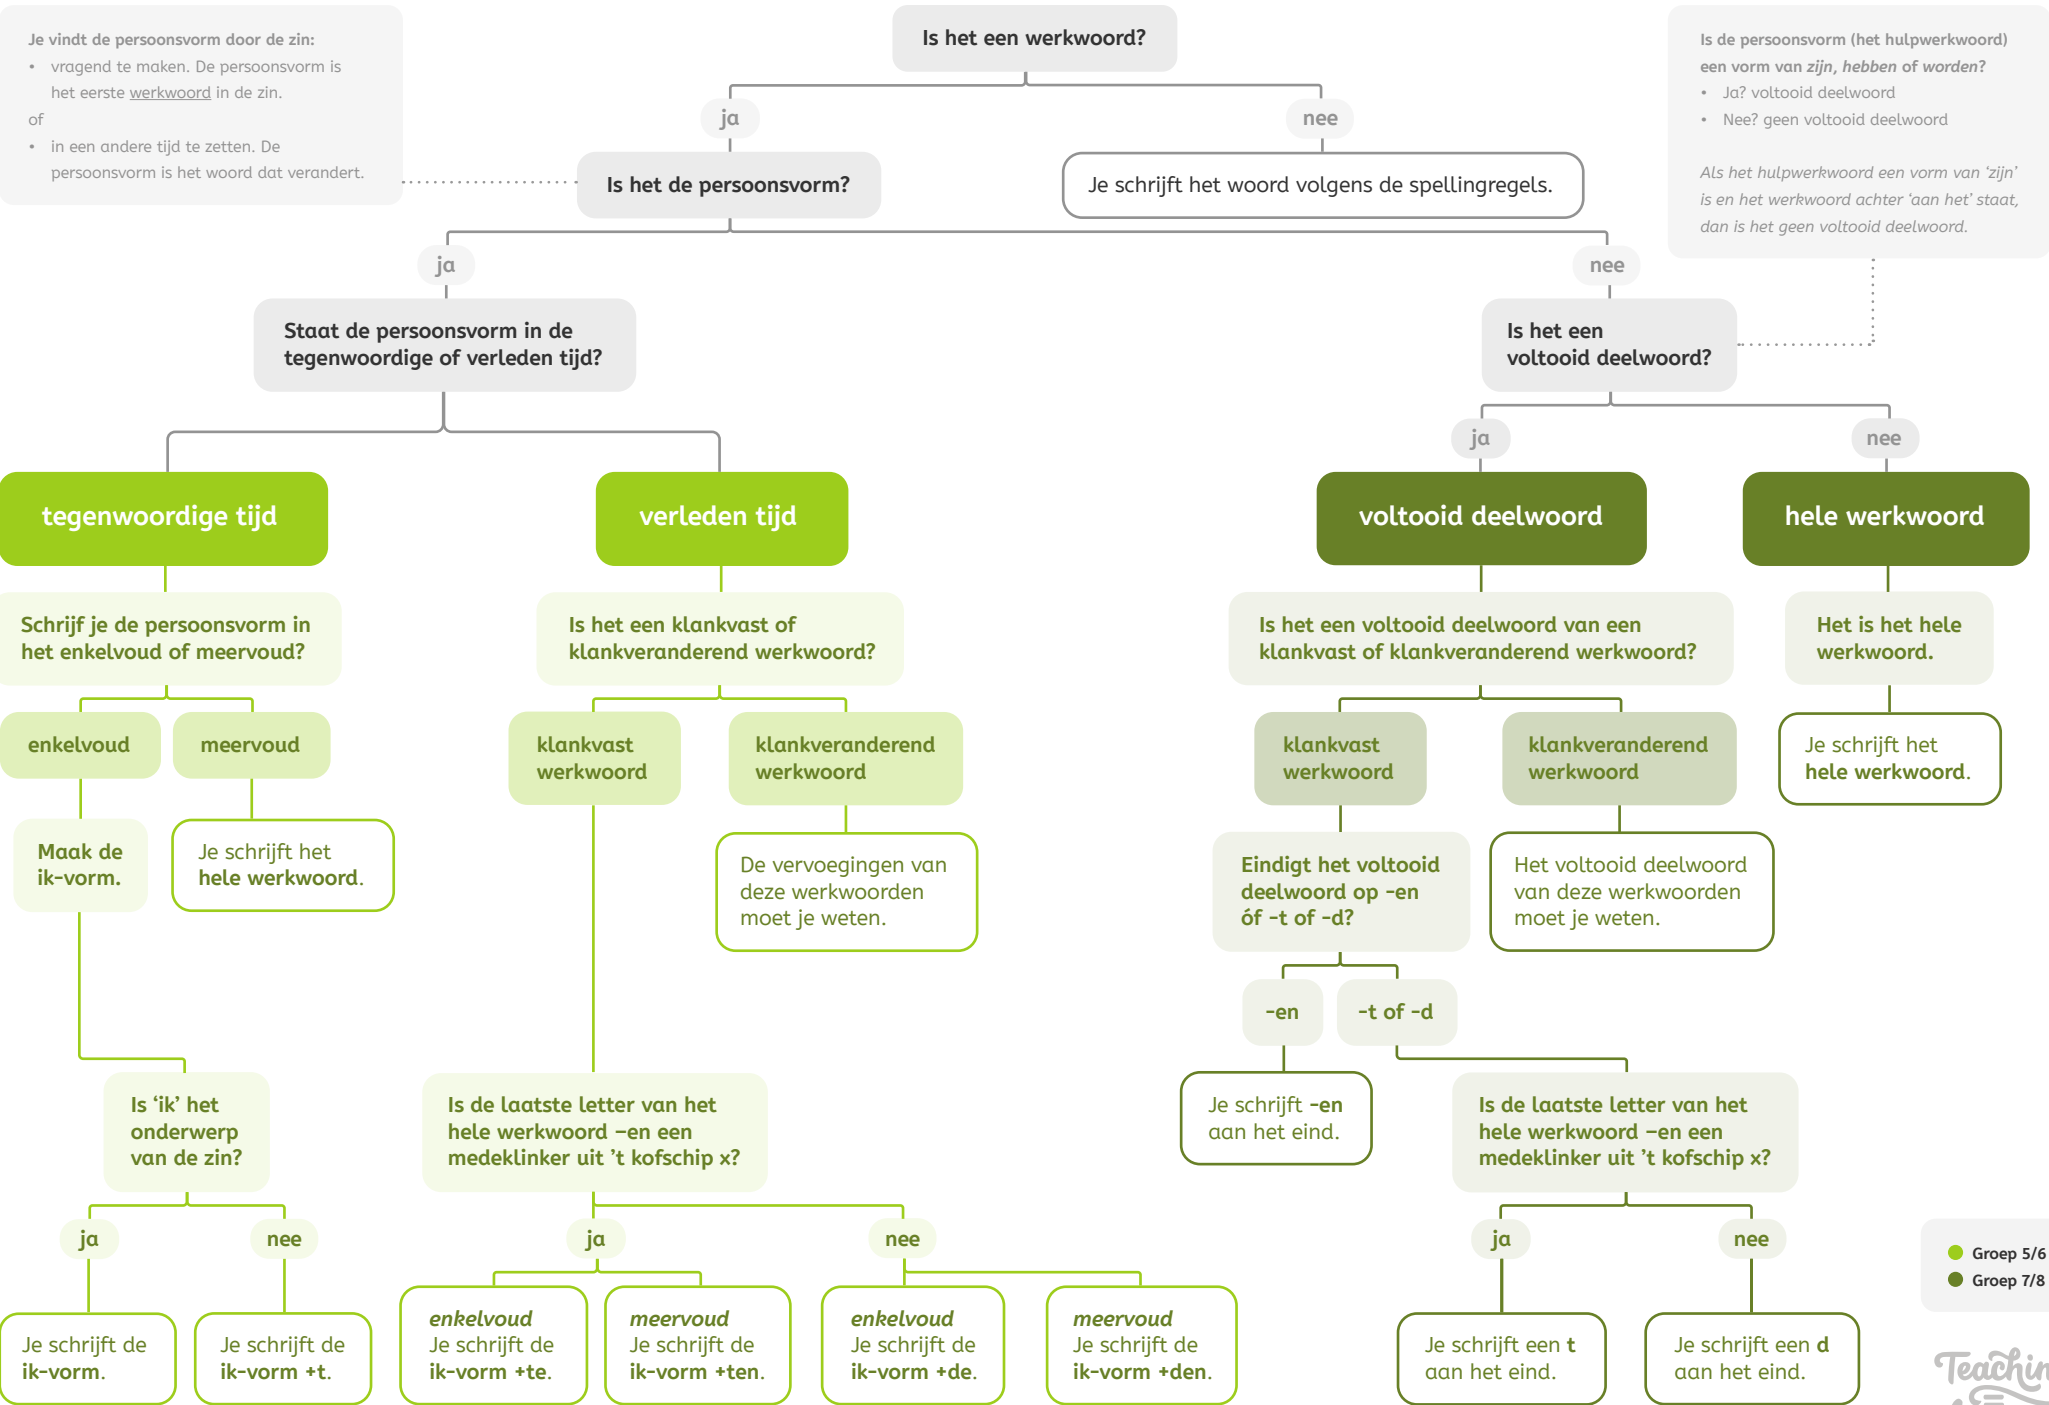 Je vindt de persoonsvorm door de zin:
• vragend te maken. De persoonsvorm is
het eerste werkwoord in de zin.
of
• in een andere tijd te zetten. De
persoonsvorm is het woord dat verandert.
Is het een werkwoord?
Is de persoonsvorm (het hulpwerkwoord)
een vorm van zijn, hebben of worden?
• Ja? voltooid deelwoord
• Nee? geen voltooid deelwoord
Als het hulpwerkwoord een vorm van ‘zijn’
is en het werkwoord achter ‘aan het’ staat,
dan is het geen voltooid deelwoord.
ja
nee
Is het de persoonsvorm?
Je schrijft het woord volgens de spellingregels.
ja
nee
Staat de persoonsvorm in de
tegenwoordige of verleden tijd?
Is het een
voltooid deelwoord?
ja
nee
tegenwoordige tijd
verleden tijd
voltooid deelwoord
hele werkwoord
Schrijf je de persoonsvorm in
het enkelvoud of meervoud?
Is het een klankvast of
klankveranderend werkwoord?
Is het een voltooid deelwoord van een
klankvast of klankveranderend werkwoord?
Het is het hele
werkwoord.
enkelvoud
meervoud
klankvast
werkwoord
klankveranderend
werkwoord
klankvast
werkwoord
klankveranderend
werkwoord
Je schrijft het
hele werkwoord.
Maak de
ik-vorm.
Je schrijft het
hele werkwoord.
De vervoegingen van
deze werkwoorden
moet je weten.
Eindigt het voltooid
deelwoord op -en
óf -t of -d?
Het voltooid deelwoord
van deze werkwoorden
moet je weten.
-en
-t of -d
Is ‘ik’ het
onderwerp
van de zin?
Is de laatste letter van het
hele werkwoord –en een
medeklinker uit ’t kofschip x?
Je schrijft -en
aan het eind.
Is de laatste letter van het
hele werkwoord –en een
medeklinker uit ’t kofschip x?
ja
nee
ja
nee
ja
nee
Je schrijft de
ik-vorm.
Je schrijft de
ik-vorm +t.
enkelvoud
Je schrijft de
ik-vorm +te.
meervoud
Je schrijft de
ik-vorm +ten.
enkelvoud
Je schrijft de
ik-vorm +de.
meervoud
Je schrijft de
ik-vorm +den.
Je schrijft een t
aan het eind.
Je schrijft een d
aan het eind.
Groep 5/6
Groep 7/8